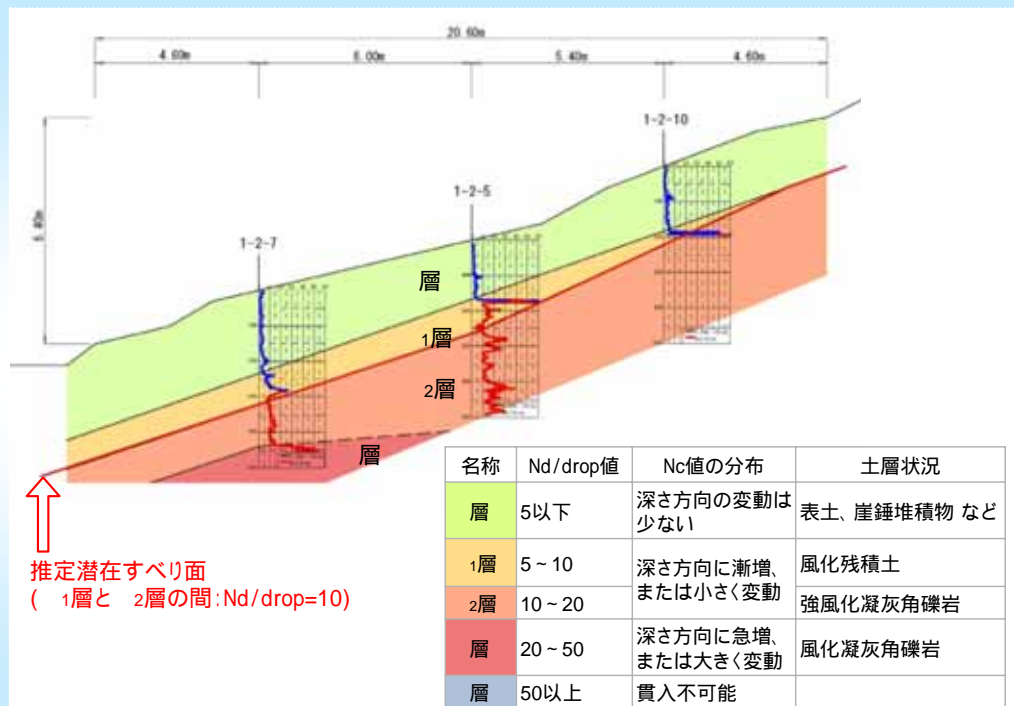 20.60m
4.60m
6.00m
5.40m
4.60m
5.40m
1-2-10
1-2-5
1-2-7
層
1層
2層
層
推定潜在すべり面
( 1層と 2層の間:Nd/drop=10)
名称 Nd/drop値 Nc値の分布 土層状況
層 5以下 深さ方向の変動は
少ない 表土、崖錘堆積物 など
1層 5~10 深さ方向に漸増、
または小さく変動 風化残積土
2層 10~20 強風化凝灰角礫岩
層 20~50 深さ方向に急増、
または大きく変動 風化凝灰角礫岩
層 50以上 貫入不可能